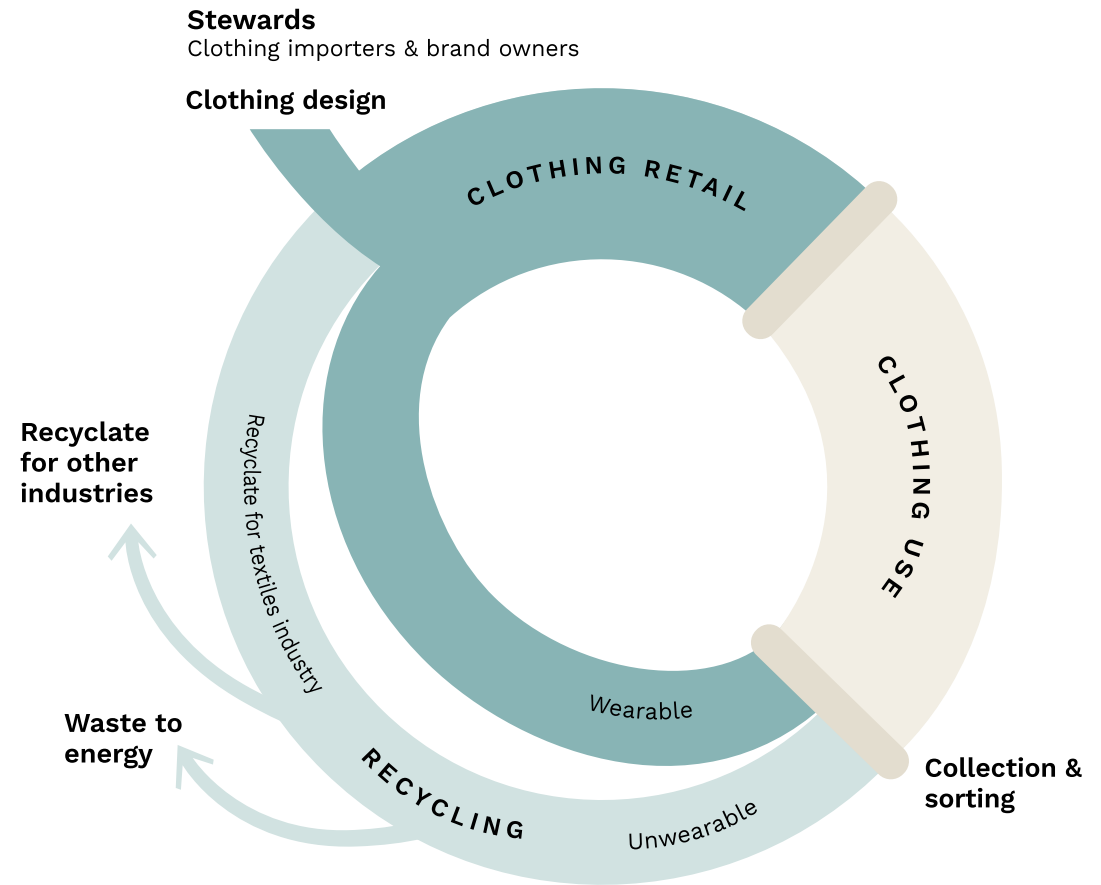 Stewards
Clothing importers & brand owners
Clothing design
CLOTHING RETAIL
CLOTHING USE
Recyclate
for other
industries
Recyclate for textiles industry
Wearable
Waste to
energy
RECYCLING
Unwearable
Collection &
sorting